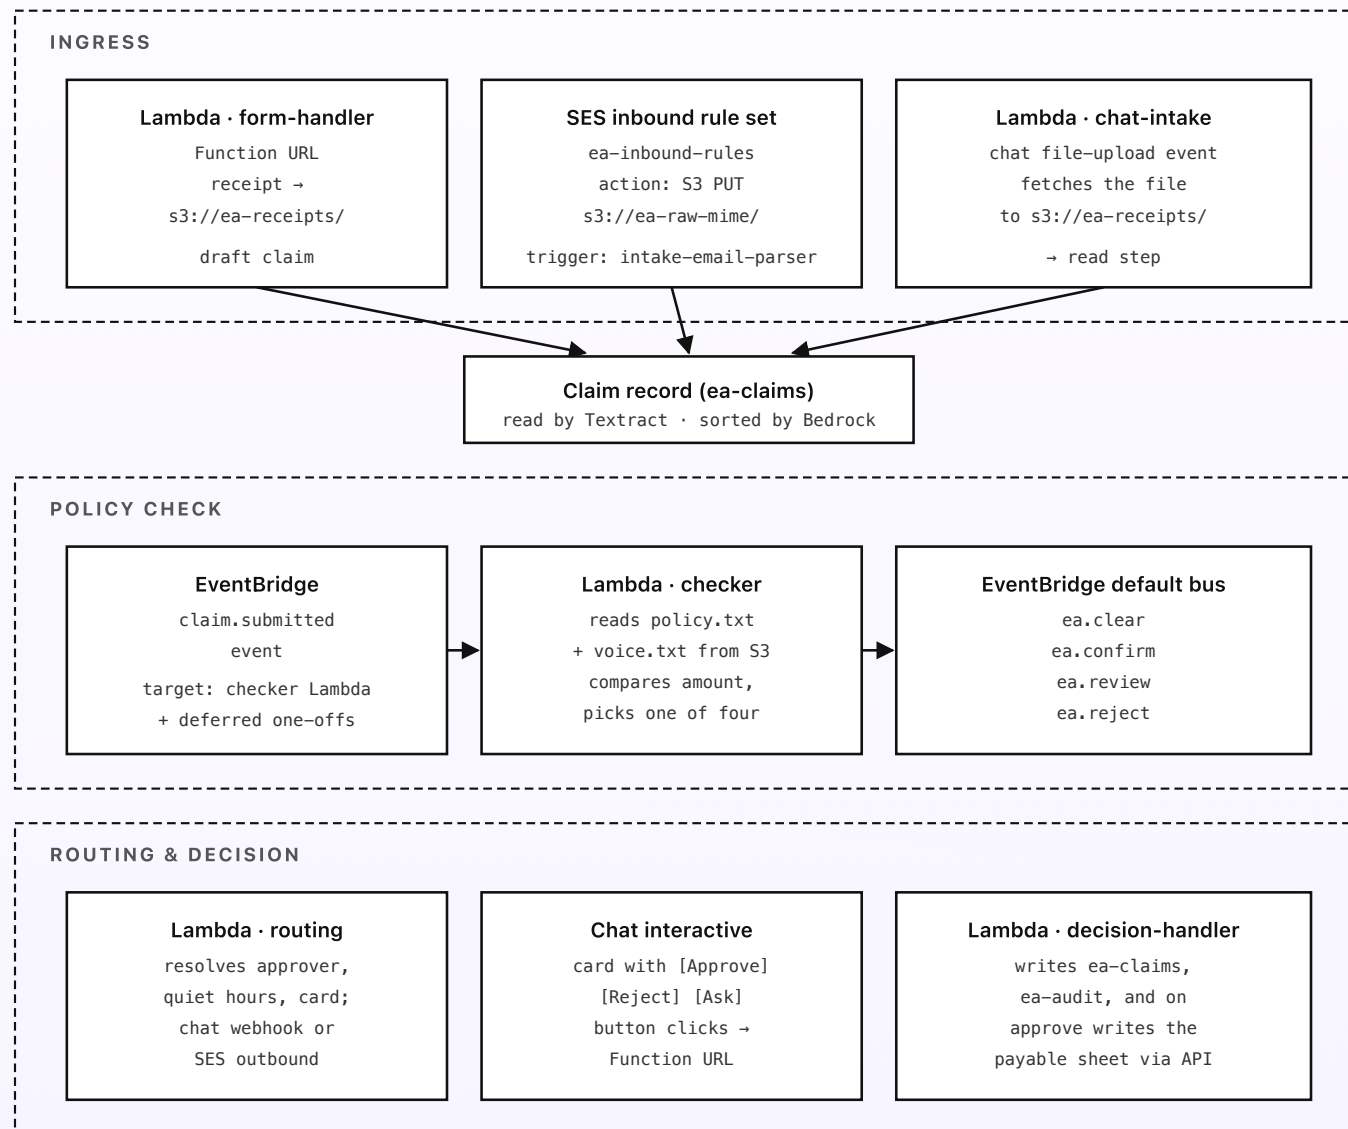 INGRESS
Lambda · form-handler
Function URL
receipt →
s3://ea-receipts/
draft claim
SES inbound rule set
ea-inbound-rules
action: S3 PUT
s3://ea-raw-mime/
trigger: intake-email-parser
Lambda · chat-intake
chat file-upload event
fetches the file
to s3://ea-receipts/
→ read step
Claim record (ea-claims)
read by Textract · sorted by Bedrock
POLICY CHECK
EventBridge
claim.submitted
event
target: checker Lambda
+ deferred one-offs
Lambda · checker
reads policy.txt
+ voice.txt from S3
compares amount,
picks one of four
EventBridge default bus
ea.clear
ea.confirm
ea.review
ea.reject
ROUTING & DECISION
Lambda · routing
resolves approver,
quiet hours, card;
chat webhook or
SES outbound
Chat interactive
card with [Approve]
[Reject] [Ask]
button clicks →
Function URL
Lambda · decision-handler
writes ea-claims,
ea-audit, and on
approve writes the
payable sheet via API